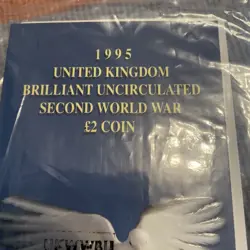 1995
UNITED KINGDOM
BRILLIANT UNCIRCULATED
SECOND WORLD WAR
£2 COIN